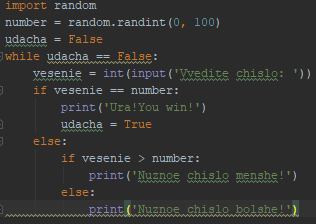 import random
number = random.randint(0, 100)
udacha = False
while udacha == False:
    vesenie = int(input('Vvedite chislo: '))
    if vesenie == number:
        print('Ura!You win!')
        udacha = True
    else:
        if vesenie > number:
            print('Nuznoe chislo menshe!')
        else:
            print('Nuznoe chislo bolshe!')